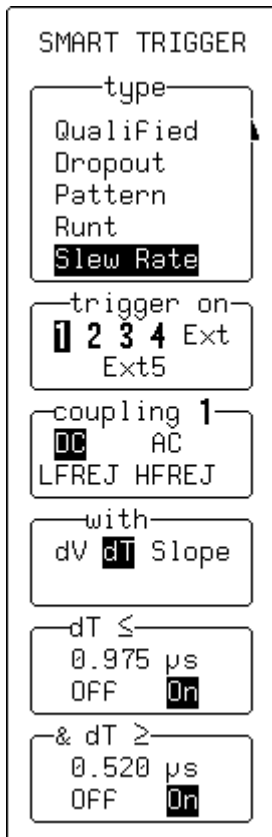 SMART TRIGGER
type
Qualified
Dropout
Pattern
Runt
Slew Rate
trigger on
1 2 3 4 Ext
Ext5
coupling 1
DC AC
LFREJ HFREJ
with
dV dT Slope
dT ≤
0.975 µs
OFF On
& dT ≥
0.520 µs
OFF On